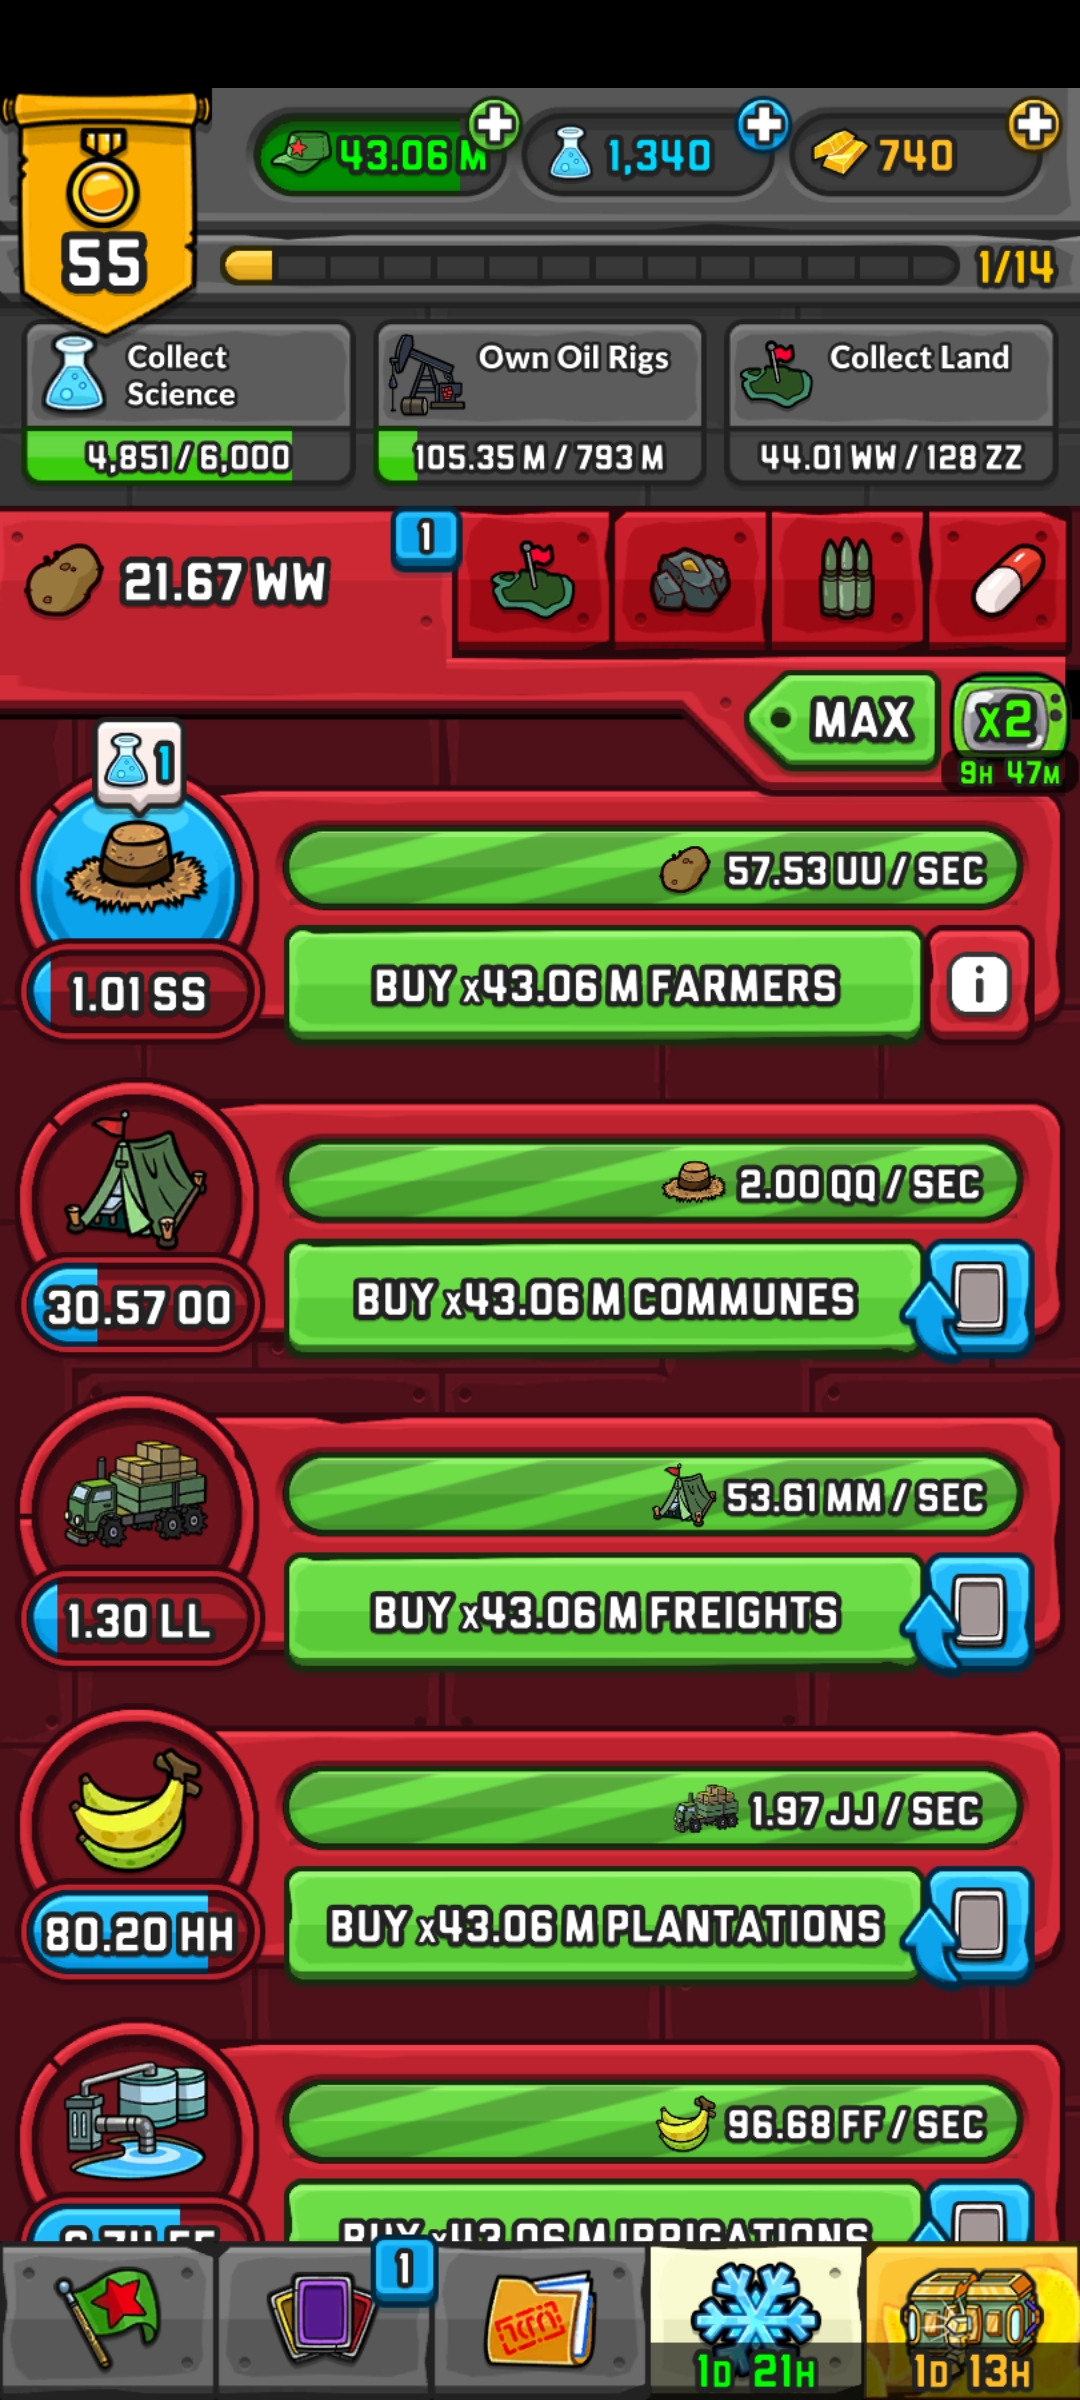 43.06 M
1,340
740
55
1/14
Collect
Science
Own Oil Rigs
Collect Land
4,851 / 6,000
105.35 M / 793 M
44.01 WW / 128 ZZ
21.67 WW
1
MAX
x2
9H 47M
1
57.53 UU / SEC
1.01 SS
BUY x43.06 M FARMERS
i
2.00 QQ / SEC
30.57 OO
BUY x43.06 M COMMUNES
53.61 MM / SEC
1.30 LL
BUY x43.06 M FREIGHTS
1.97 JJ / SEC
80.20 HH
BUY x43.06 M PLANTATIONS
96.68 FF / SEC
BUY x43.06 M IRRIGATIONS
1
1D 21H
1D 13H